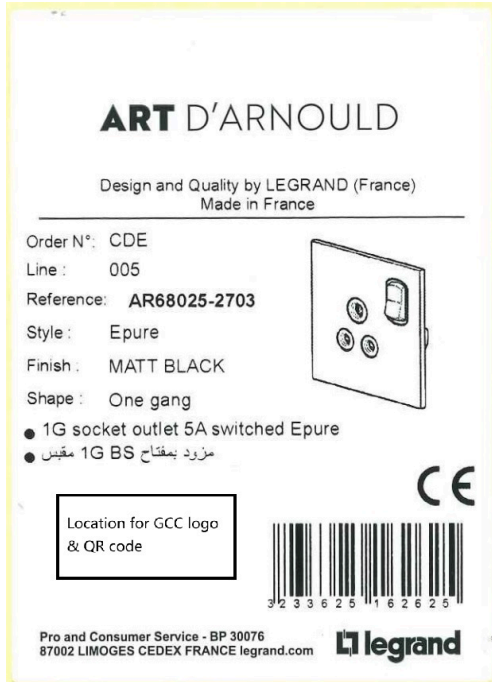 ART D'ARNOULD
Design and Quality by LEGRAND (France)
Made in France
Order N°: CDE
Line : 005
Reference: AR68025-2703
Style : Epure
Finish : MATT BLACK
Shape : One gang
● 1G socket outlet 5A switched Epure
● مزود بمفتاح 1G BS مقبس
CE
Location for GCC logo
& QR code
3233625162625
Pro and Consumer Service - BP 30076
87002 LIMOGES CEDEX FRANCE legrand.com
legrand